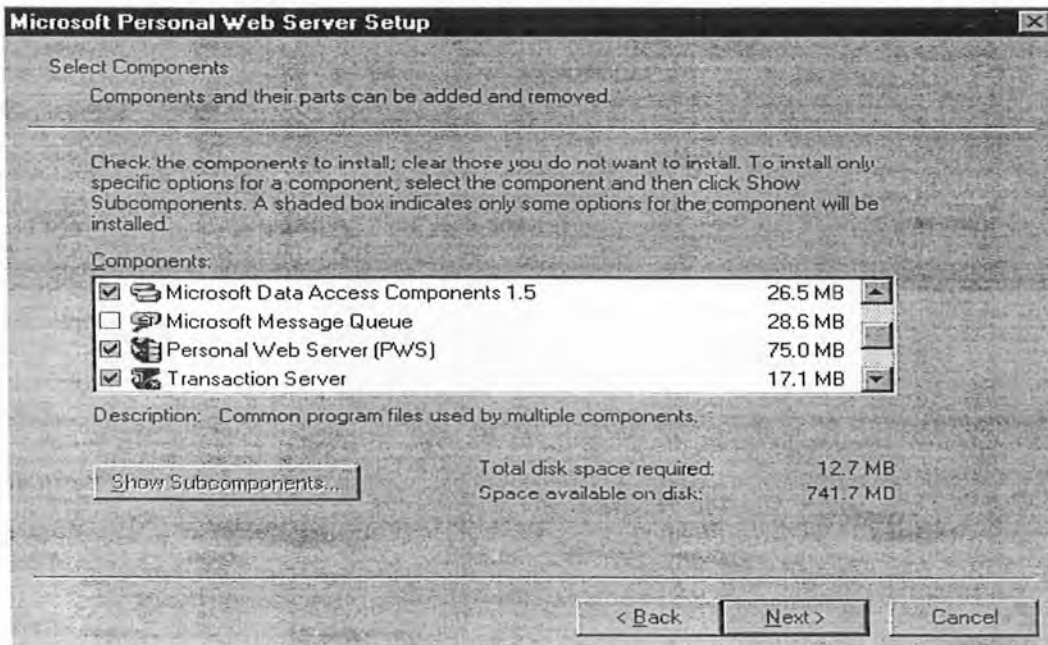 Microsoft Personal Web Server Setup
Select Components
Components and their parts can be added and removed.
Check the components to install; clear those you do not want to install. To install only
specific options for a component, select the component and then click Show
Subcomponents. A shaded box indicates only some options for the component will be
installed.
Components:
Microsoft Data Access Components 1.5 26.5 MB
Microsoft Message Queue 28.6 MB
Personal Web Server (PWS) 75.0 MB
Transaction Server 17.1 MB
Description: Common program files used by multiple components.
Show Subcomponents...
Total disk space required: 12.7 MB
Space available on disk: 741.7 MB
< Back
Next >
Cancel